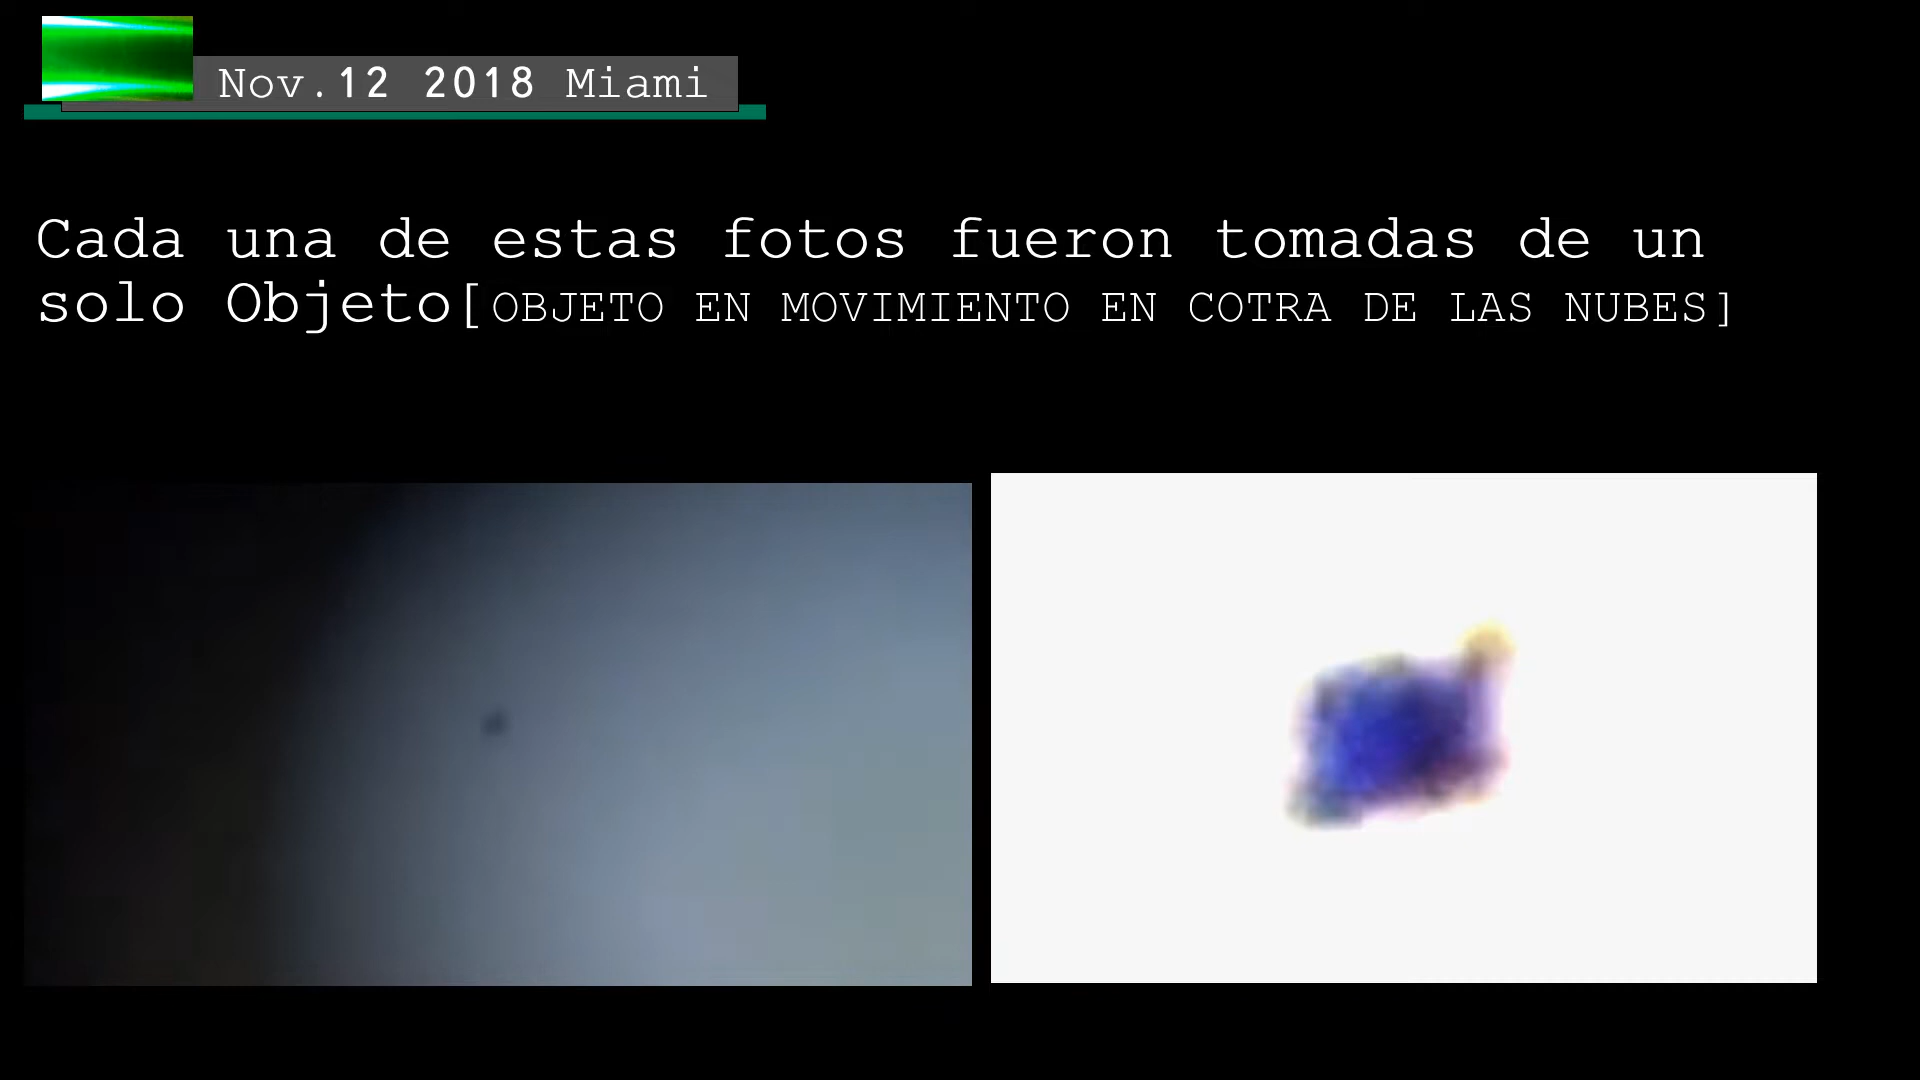 Nov.12 2018 Miami
Cada una de estas fotos fueron tomadas de un
solo Objeto[OBJETO EN MOVIMIENTO EN COTRA DE LAS NUBES]